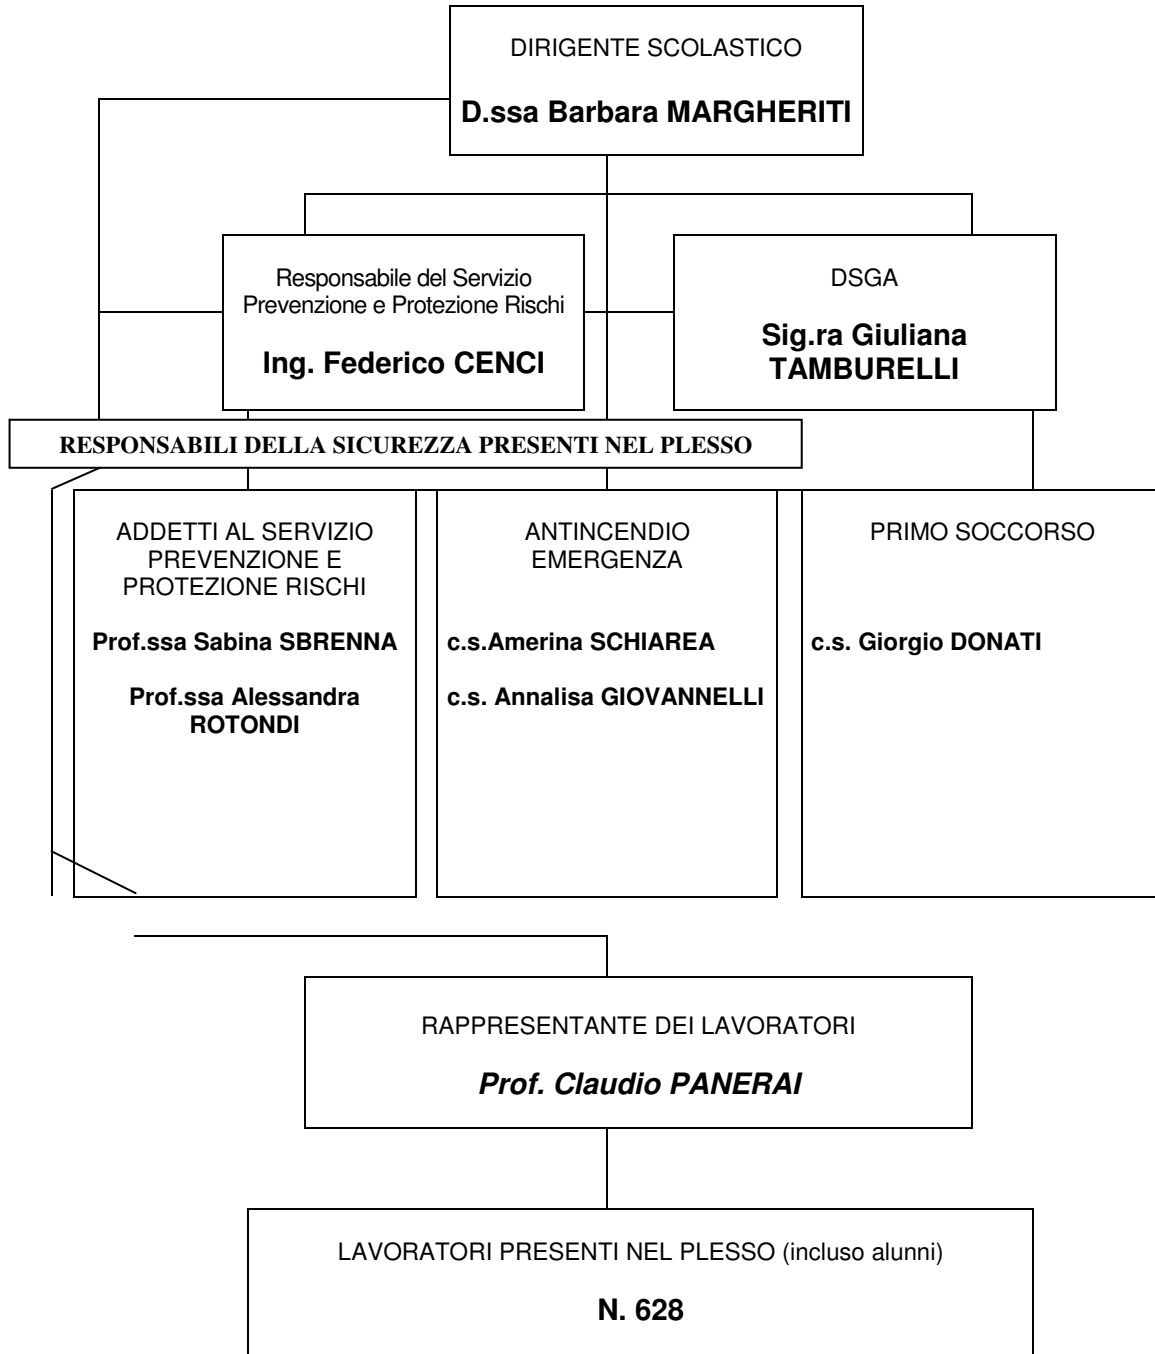 DIRIGENTE SCOLASTICO
D.ssa Barbara MARGHERITI
Responsabile del Servizio
Prevenzione e Protezione Rischi
Ing. Federico CENCI
DSGA
Sig.ra Giuliana
TAMBURELLI
RESPONSABILI DELLA SICUREZZA PRESENTI NEL PLESSO
ADDETTI AL SERVIZIO
PREVENZIONE E
PROTEZIONE RISCHI
Prof.ssa Sabina SBRENNA
Prof.ssa Alessandra
ROTONDI
ANTINCENDIO
EMERGENZA
c.s.Amerina SCHIAREA
c.s. Annalisa GIOVANNELLI
PRIMO SOCCORSO
c.s. Giorgio DONATI
RAPPRESENTANTE DEI LAVORATORI
Prof. Claudio PANERAI
LAVORATORI PRESENTI NEL PLESSO (incluso alunni)
N. 628